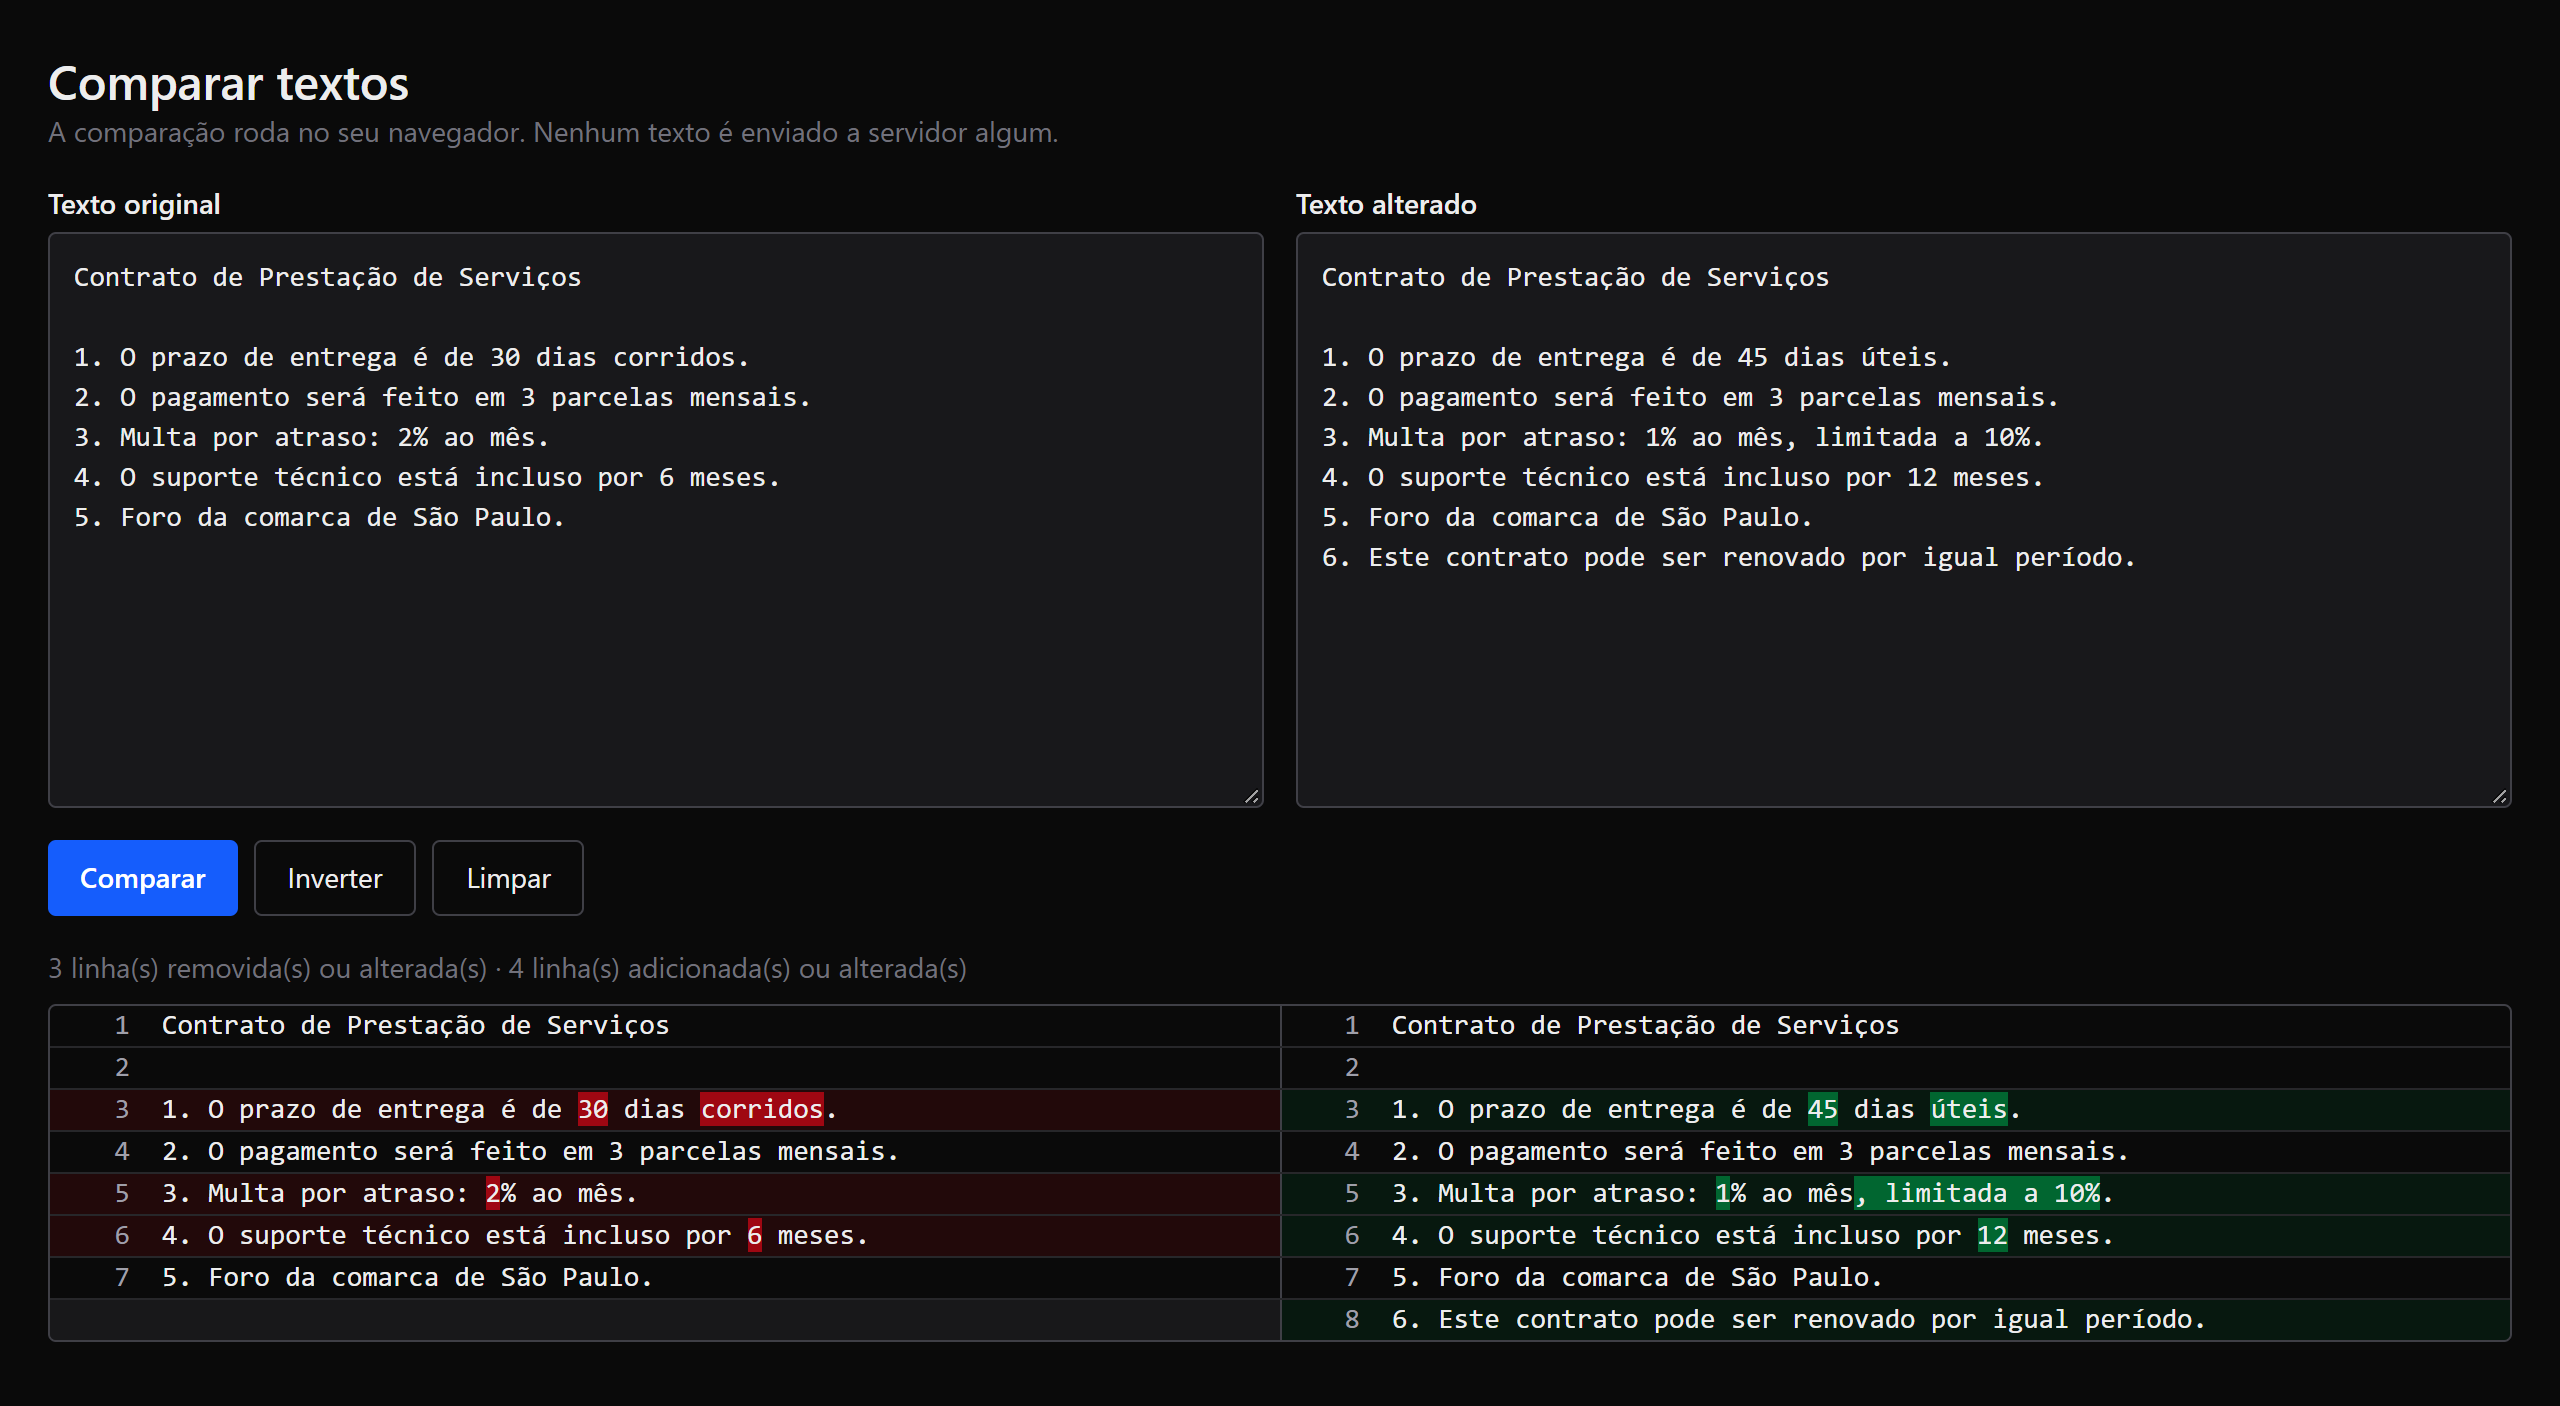 Comparar textos
A comparação roda no seu navegador. Nenhum texto é enviado a servidor algum.
Texto original
Contrato de Prestação de Serviços
1. O prazo de entrega é de 30 dias corridos.
2. O pagamento será feito em 3 parcelas mensais.
3. Multa por atraso: 2% ao mês.
4. O suporte técnico está incluso por 6 meses.
5. Foro da comarca de São Paulo.
Texto alterado
Contrato de Prestação de Serviços
1. O prazo de entrega é de 45 dias úteis.
2. O pagamento será feito em 3 parcelas mensais.
3. Multa por atraso: 1% ao mês, limitada a 10%.
4. O suporte técnico está incluso por 12 meses.
5. Foro da comarca de São Paulo.
6. Este contrato pode ser renovado por igual período.
Comparar Inverter Limpar
3 linha(s) removida(s) ou alterada(s) · 4 linha(s) adicionada(s) ou alterada(s)
1 Contrato de Prestação de Serviços
2
3 1. O prazo de entrega é de 30 dias corridos.
4 2. O pagamento será feito em 3 parcelas mensais.
5 3. Multa por atraso: 2% ao mês.
6 4. O suporte técnico está incluso por 6 meses.
7 5. Foro da comarca de São Paulo.
1 Contrato de Prestação de Serviços
2
3 1. O prazo de entrega é de 45 dias úteis.
4 2. O pagamento será feito em 3 parcelas mensais.
5 3. Multa por atraso: 1% ao mês, limitada a 10%.
6 4. O suporte técnico está incluso por 12 meses.
7 5. Foro da comarca de São Paulo.
8 6. Este contrato pode ser renovado por igual período.